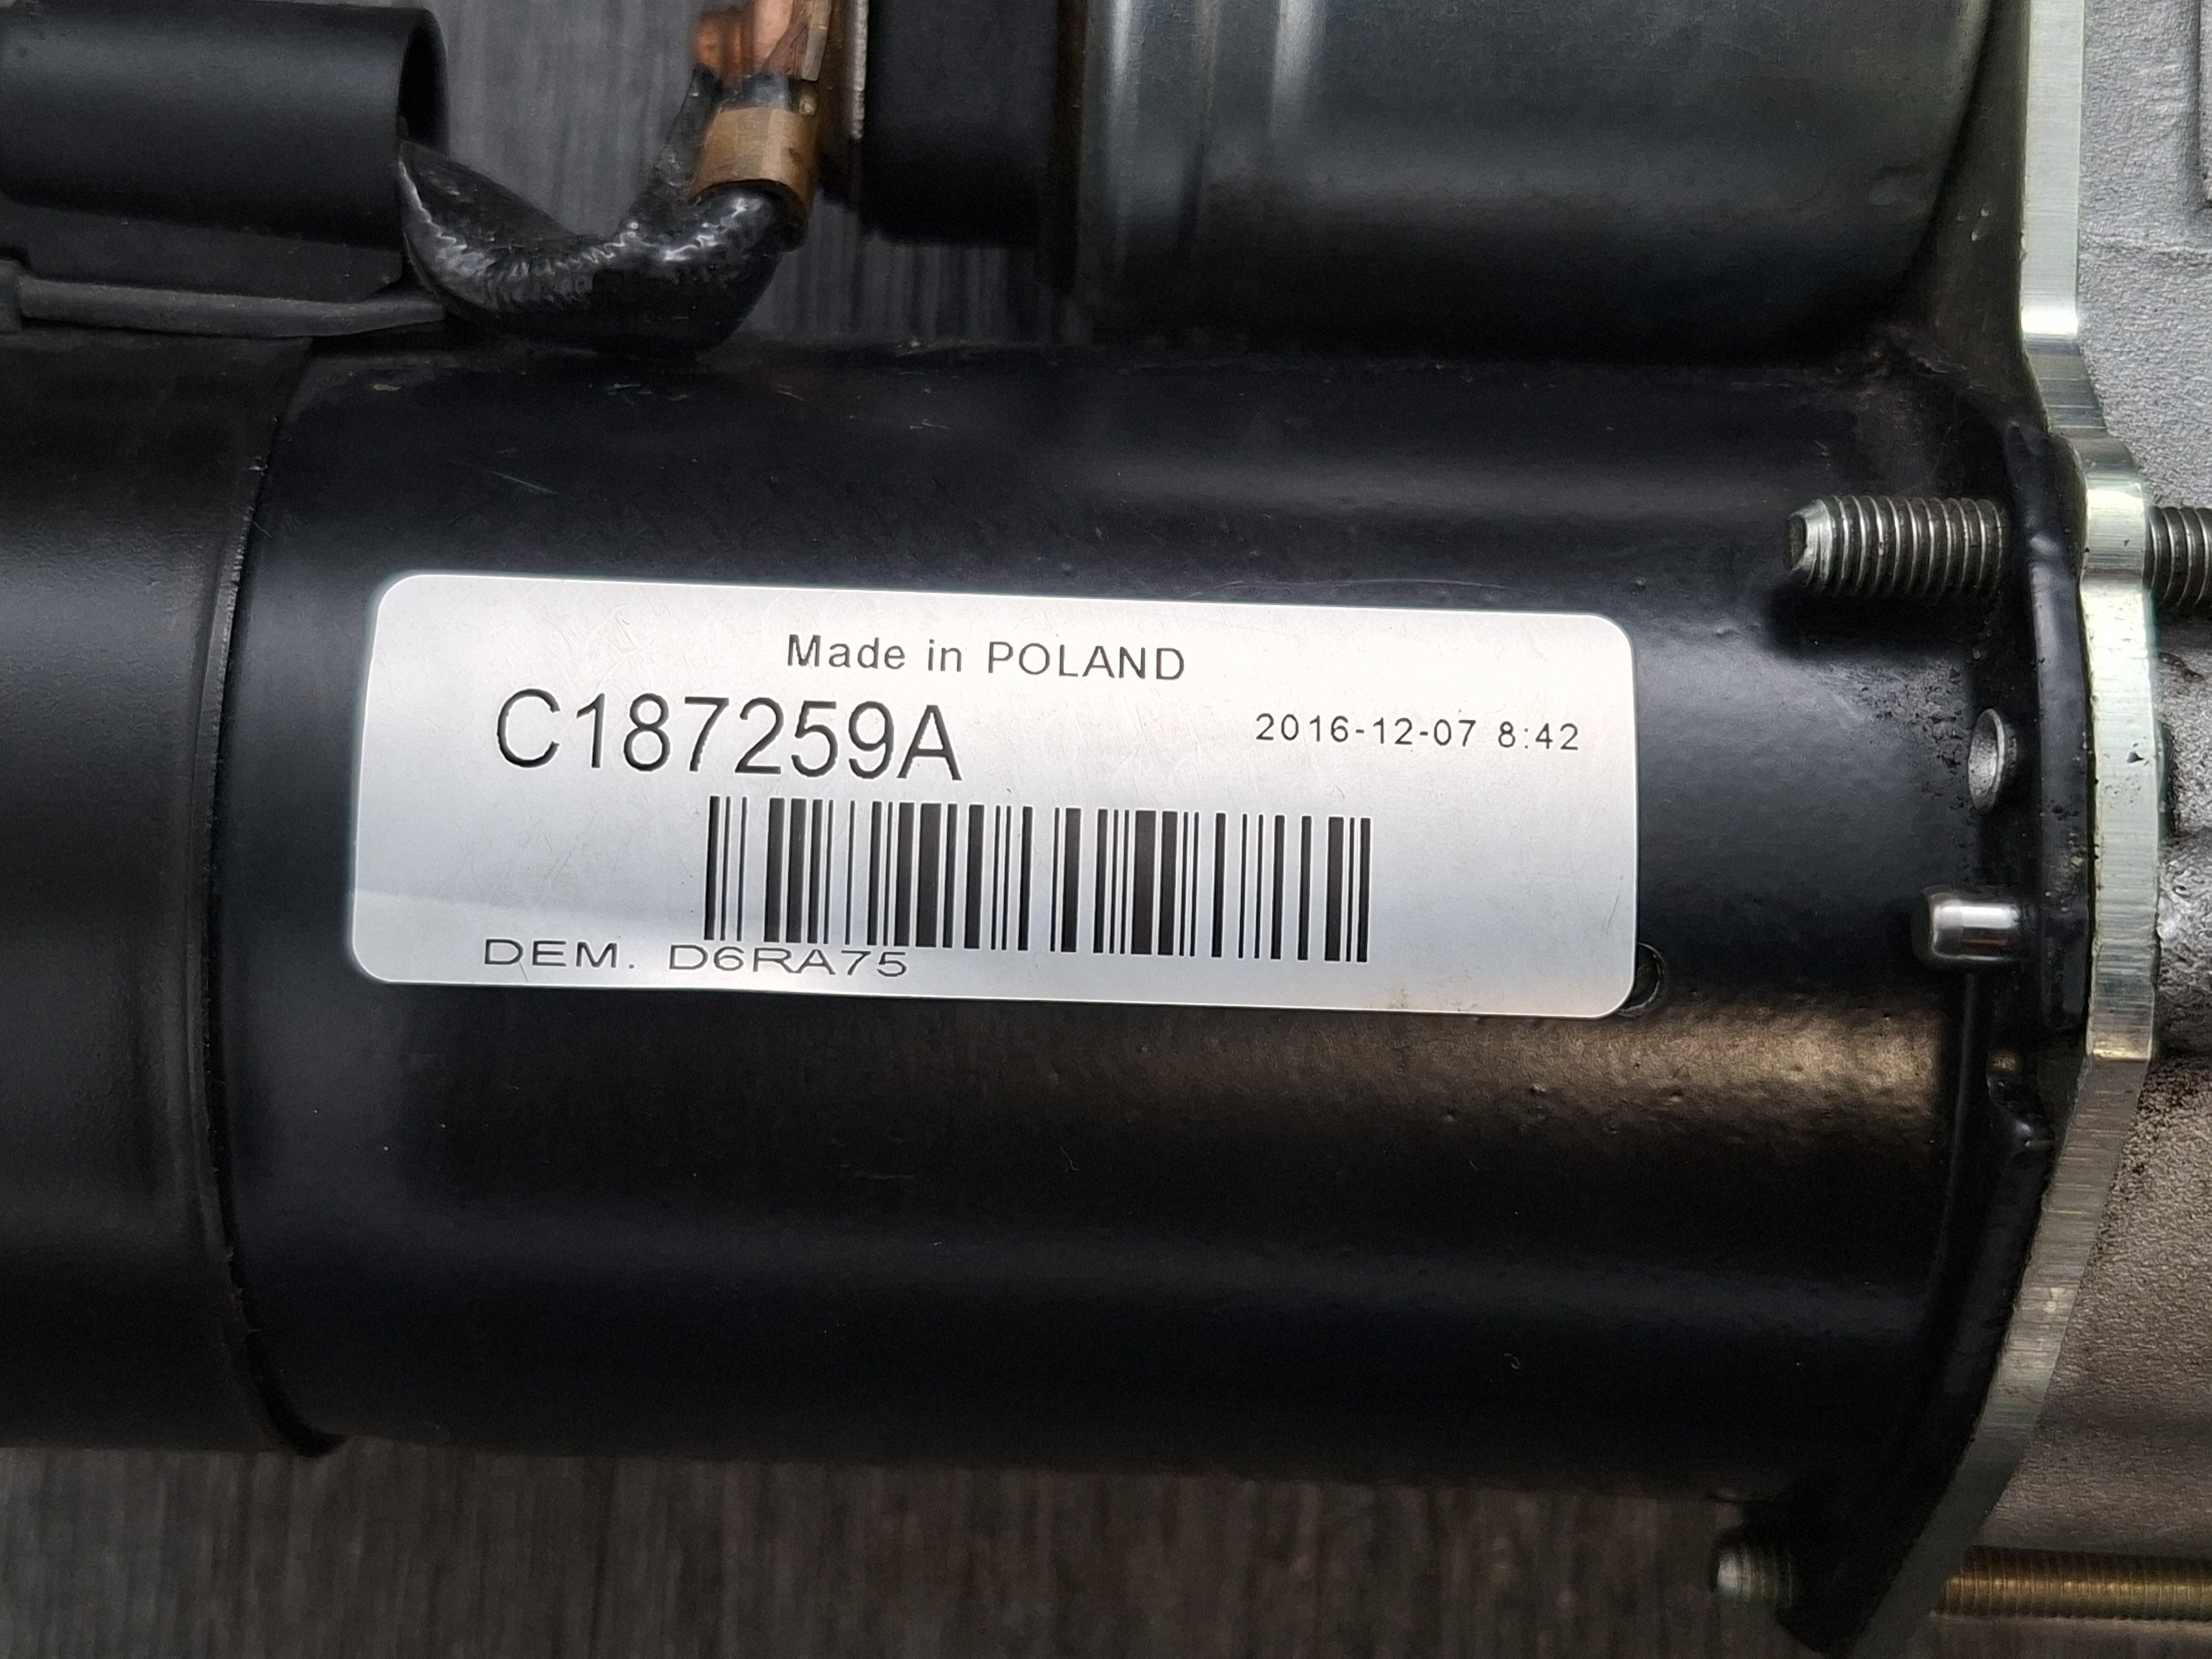 Made in POLAND
C187259A
2016-12-07 8:42
DEM. D6RA75